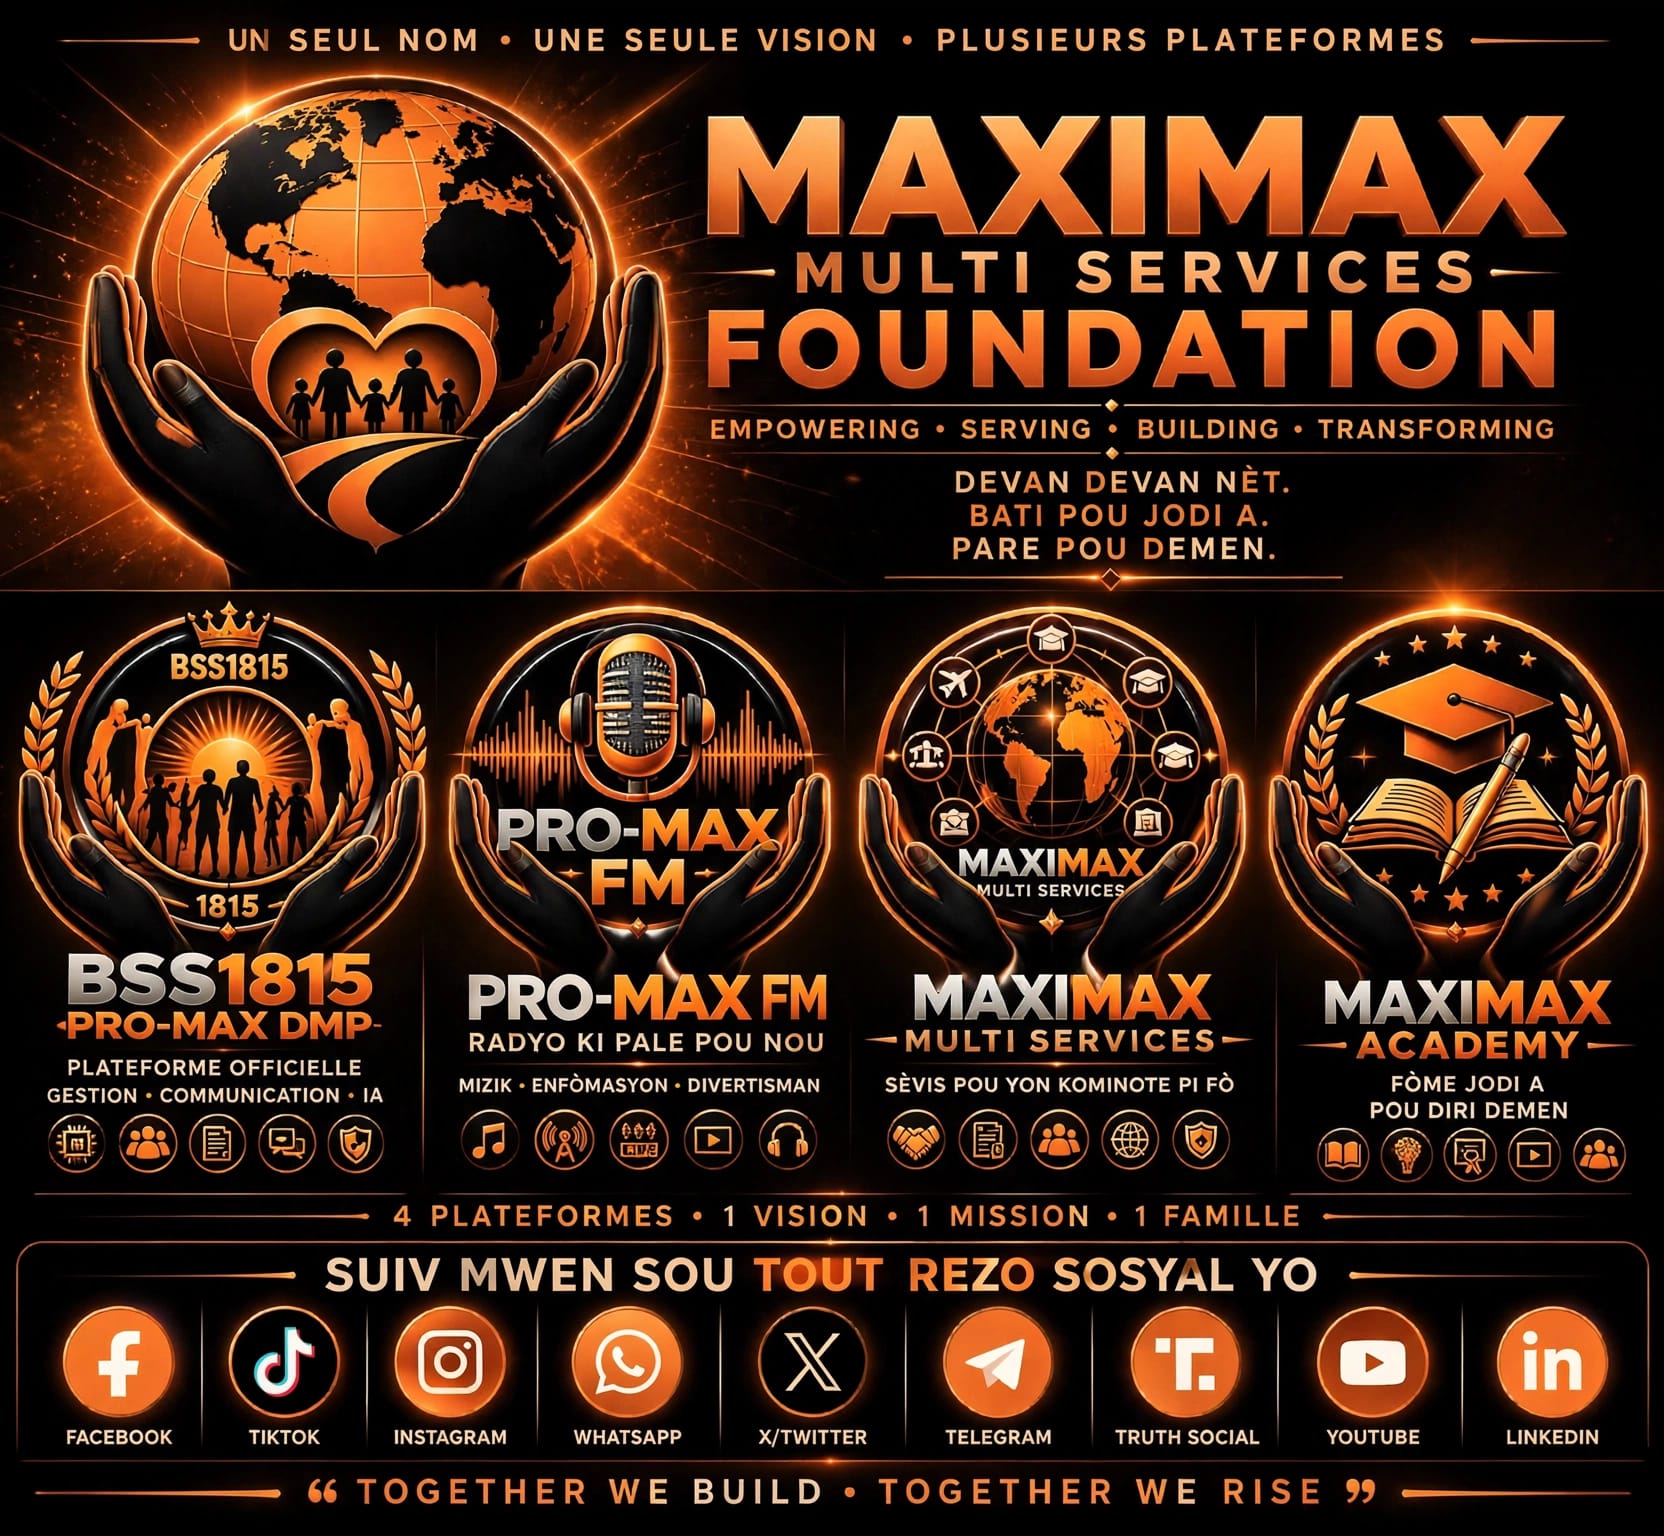 UN SEUL NOM • UNE SEULE VISION • PLUSIEURS PLATEFORMES
MAXIMAX
MULTI SERVICES
FOUNDATION
EMPOWERING • SERVING • BUILDING • TRANSFORMING
DEVAN DEVAN NÈT.
BATI POU JODI A.
PARE POU DEMEN.
BSS1815
1815
BSS1815
PRO-MAX DMP
PLATEFORME OFFICIELLE
GESTION • COMMUNICATION • IA
PRO-MAX
FM
PRO-MAX FM
RADYO KI PALE POU NOU
MIZIK • ENFÒMASYON • DIVERTISMAN
MAXIMAX
MULTI SERVICES
MAXIMAX
MULTI SERVICES
SÈVIS POU YON KOMINOTE PI FÒ
MAXIMAX
ACADEMY
FÒME JODI A
POU DIRI DEMEN
4 PLATEFORMES • 1 VISION • 1 MISSION • 1 FAMILLE
SUIV MWEN SOU TOUT REZO SOSYAL YO
FACEBOOK
TIKTOK
INSTAGRAM
WHATSAPP
X/TWITTER
TELEGRAM
TRUTH SOCIAL
YOUTUBE
LINKEDIN
“ TOGETHER WE BUILD • TOGETHER WE RISE ”